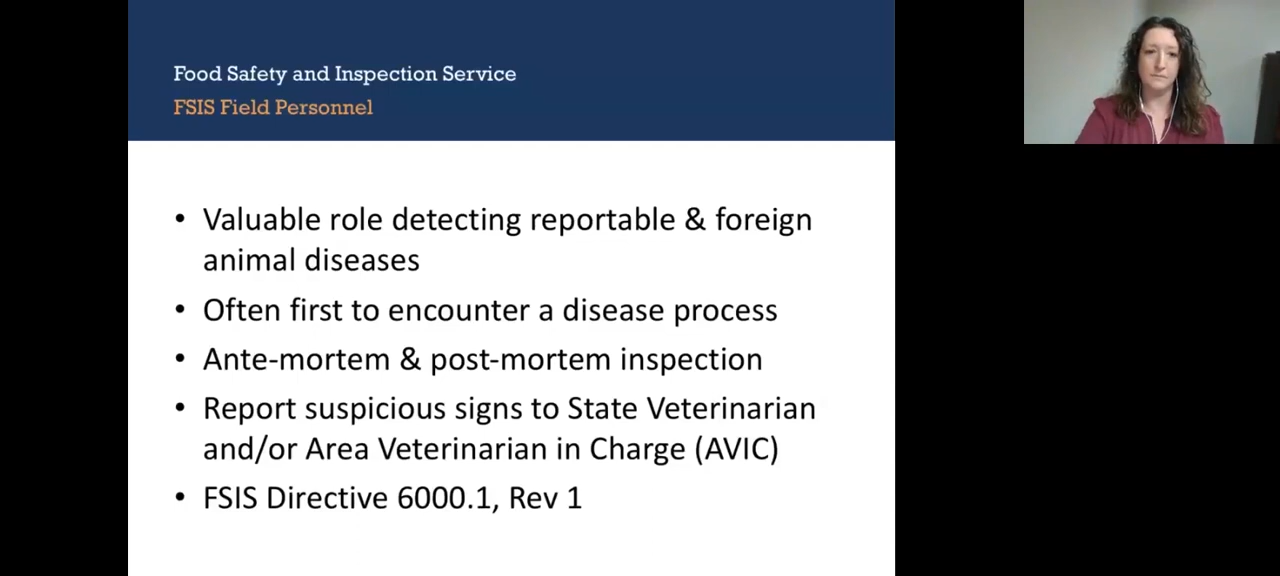 Food Safety and Inspection Service
FSIS Field Personnel
• Valuable role detecting reportable & foreign
animal diseases
• Often first to encounter a disease process
• Ante-mortem & post-mortem inspection
• Report suspicious signs to State Veterinarian
and/or Area Veterinarian in Charge (AVIC)
• FSIS Directive 6000.1, Rev 1